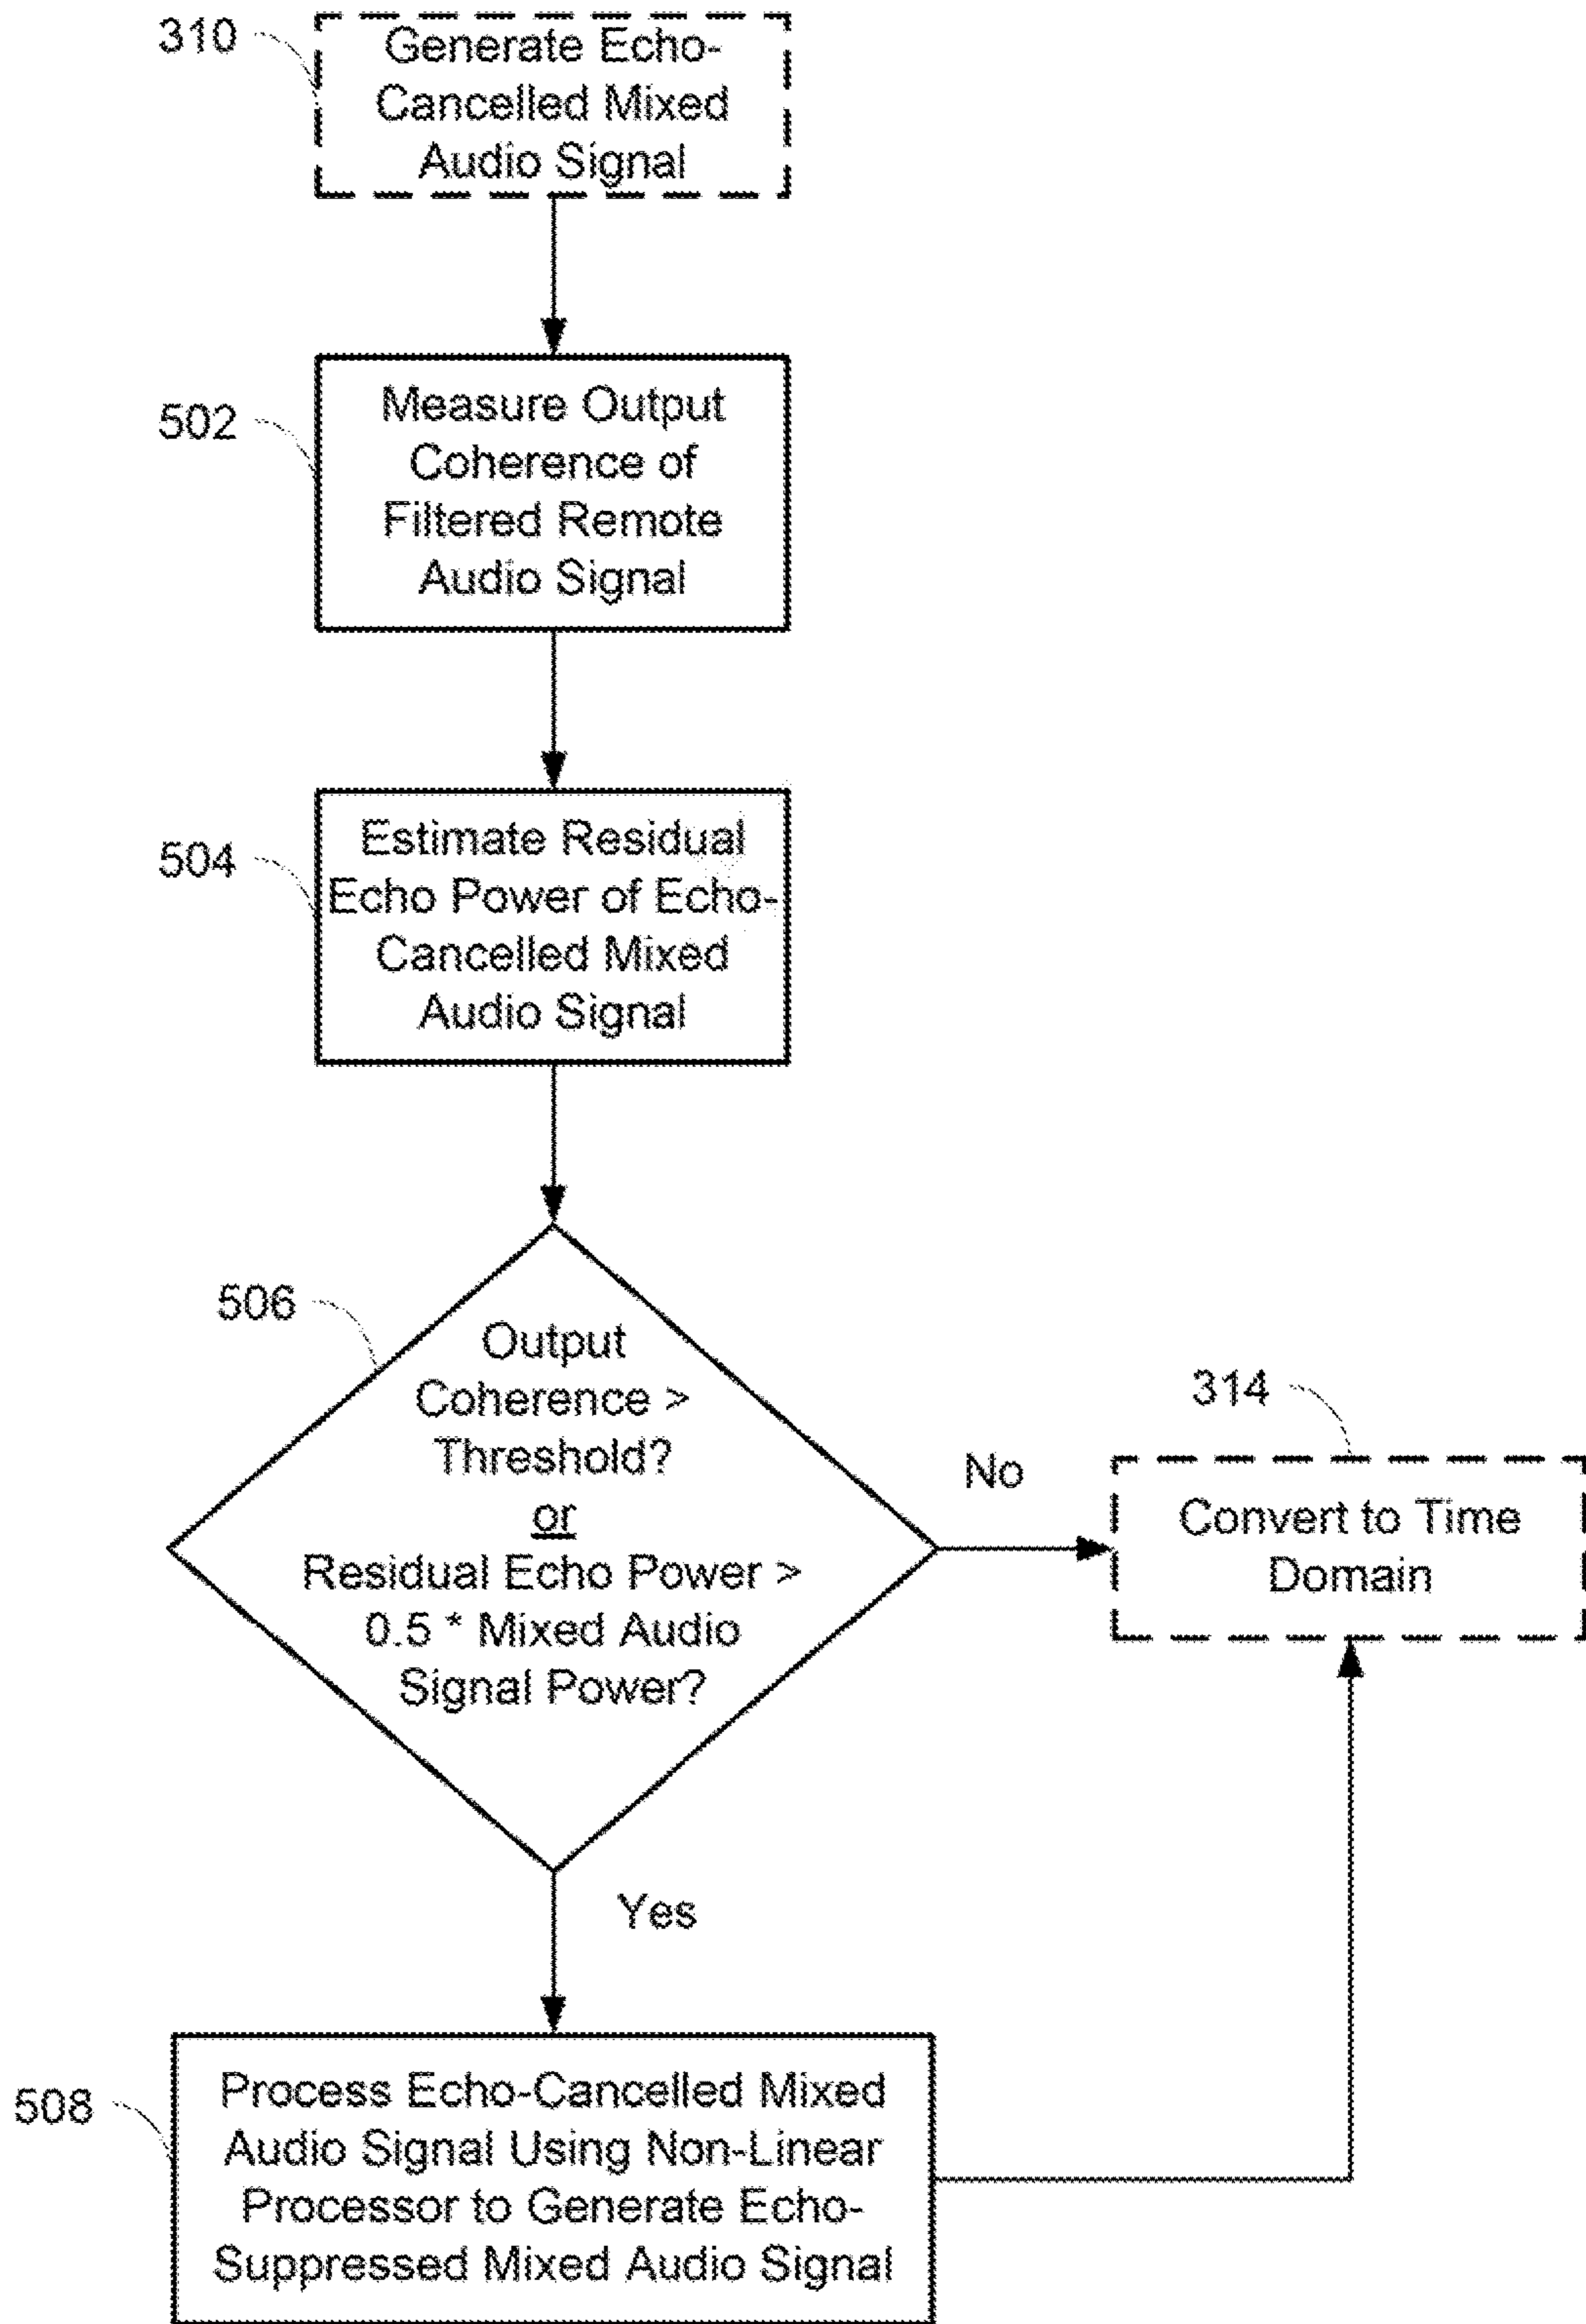 310
Generate Echo-
Cancelled Mixed
Audio Signal
502
Measure Output
Coherence of
Filtered Remote
Audio Signal
504
Estimate Residual
Echo Power of Echo-
Cancelled Mixed
Audio Signal
506
Output
Coherence >
Threshold?
or
Residual Echo Power >
0.5 * Mixed Audio
Signal Power?
No
314
Convert to Time
Domain
Yes
508
Process Echo-Cancelled Mixed
Audio Signal Using Non-Linear
Processor to Generate Echo-
Suppressed Mixed Audio Signal